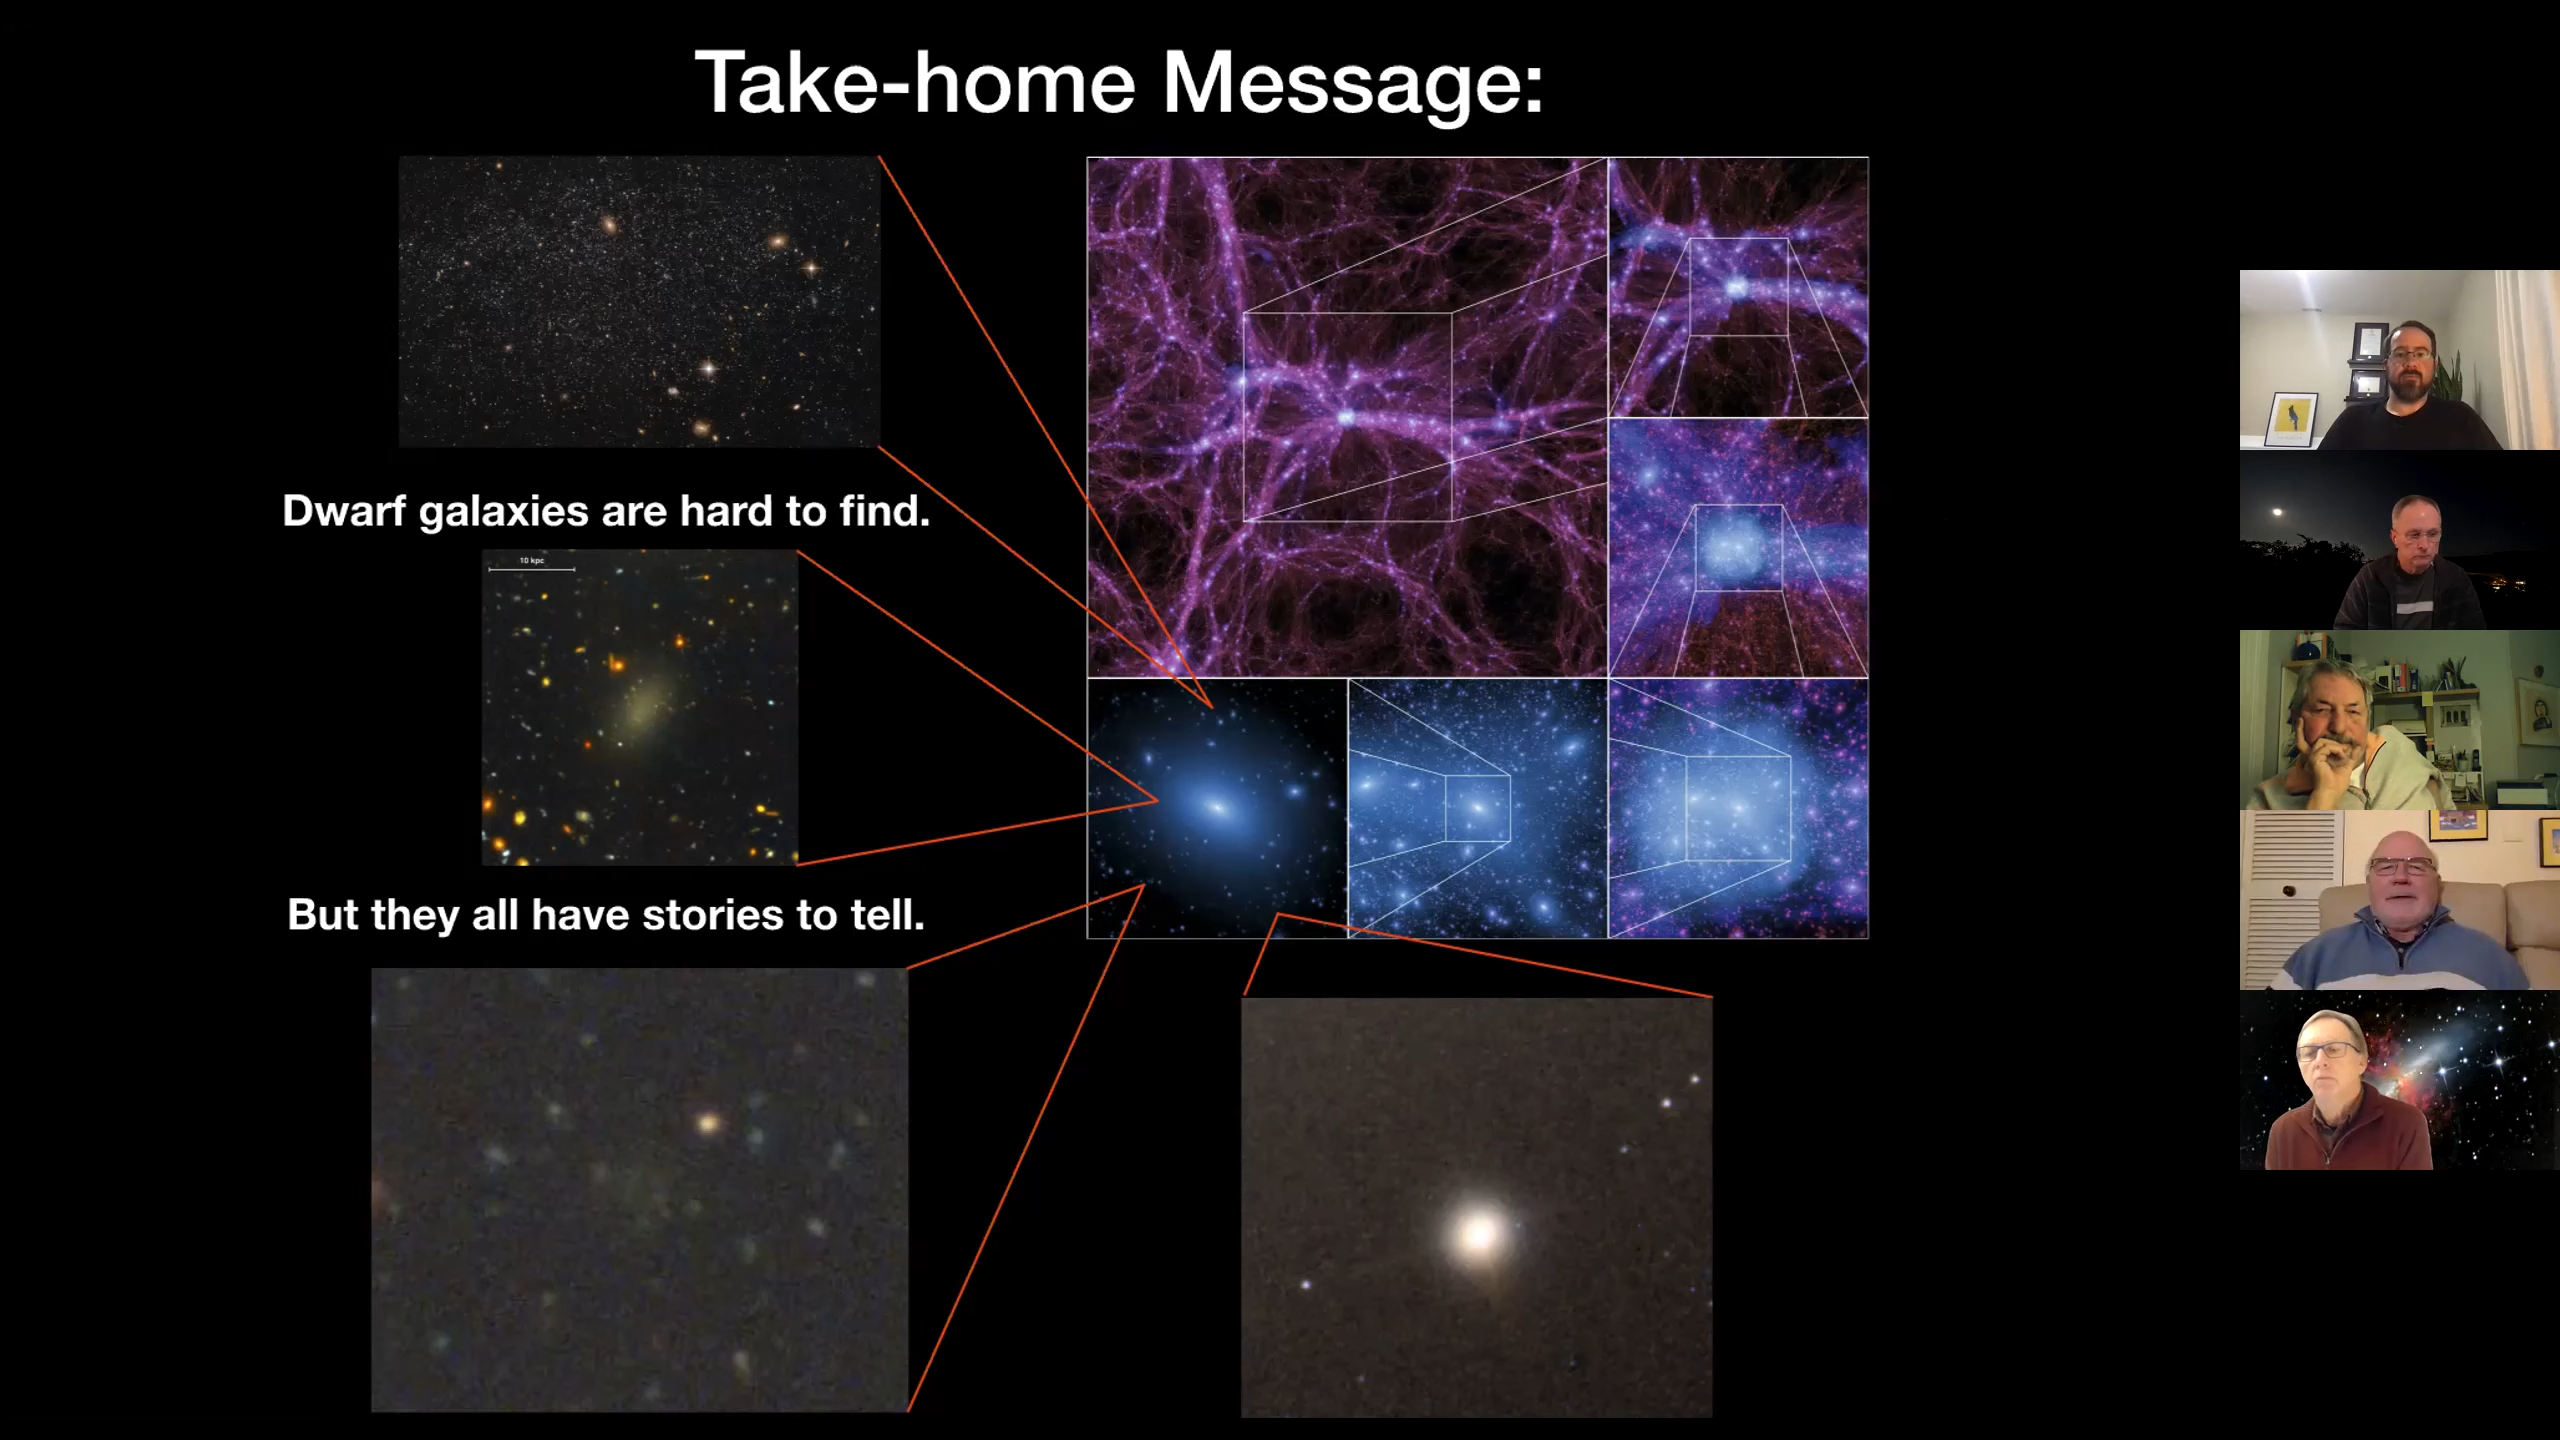 Take-home Message:
Dwarf galaxies are hard to find.
10 kpc
But they all have stories to tell.